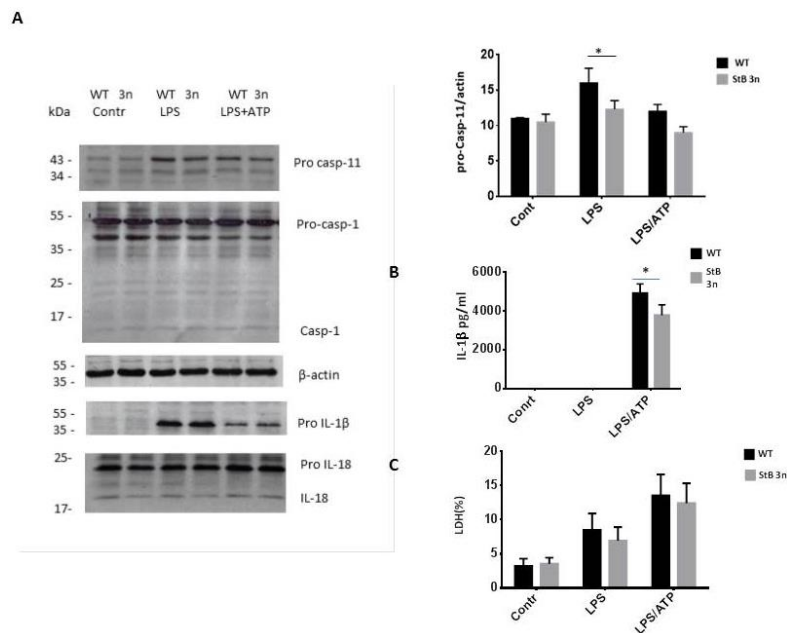 A
WT 3n WT 3n WT 3n
kDa Contr LPS LPS+ATP
43 -
34 -
Pro casp-11
55 -
35 -
25 -
17 -
Pro-casp-1
Casp-1
55 -
35 -
β-actin
55 -
35 -
Pro IL-1β
25-
17-
Pro IL-18
IL-18
pro-Casp-11/actin
20
15
10
5
0
*
Cont
LPS
LPS/ATP
WT
StB 3n
B
IL-1β pg/ml
6000
4000
2000
0
*
Conrt
LPS
LPS/ATP
WT
StB
3n
C
LDH(%)
20
15
10
5
0
Contr
LPS
LPS/ATP
WT
StB 3n